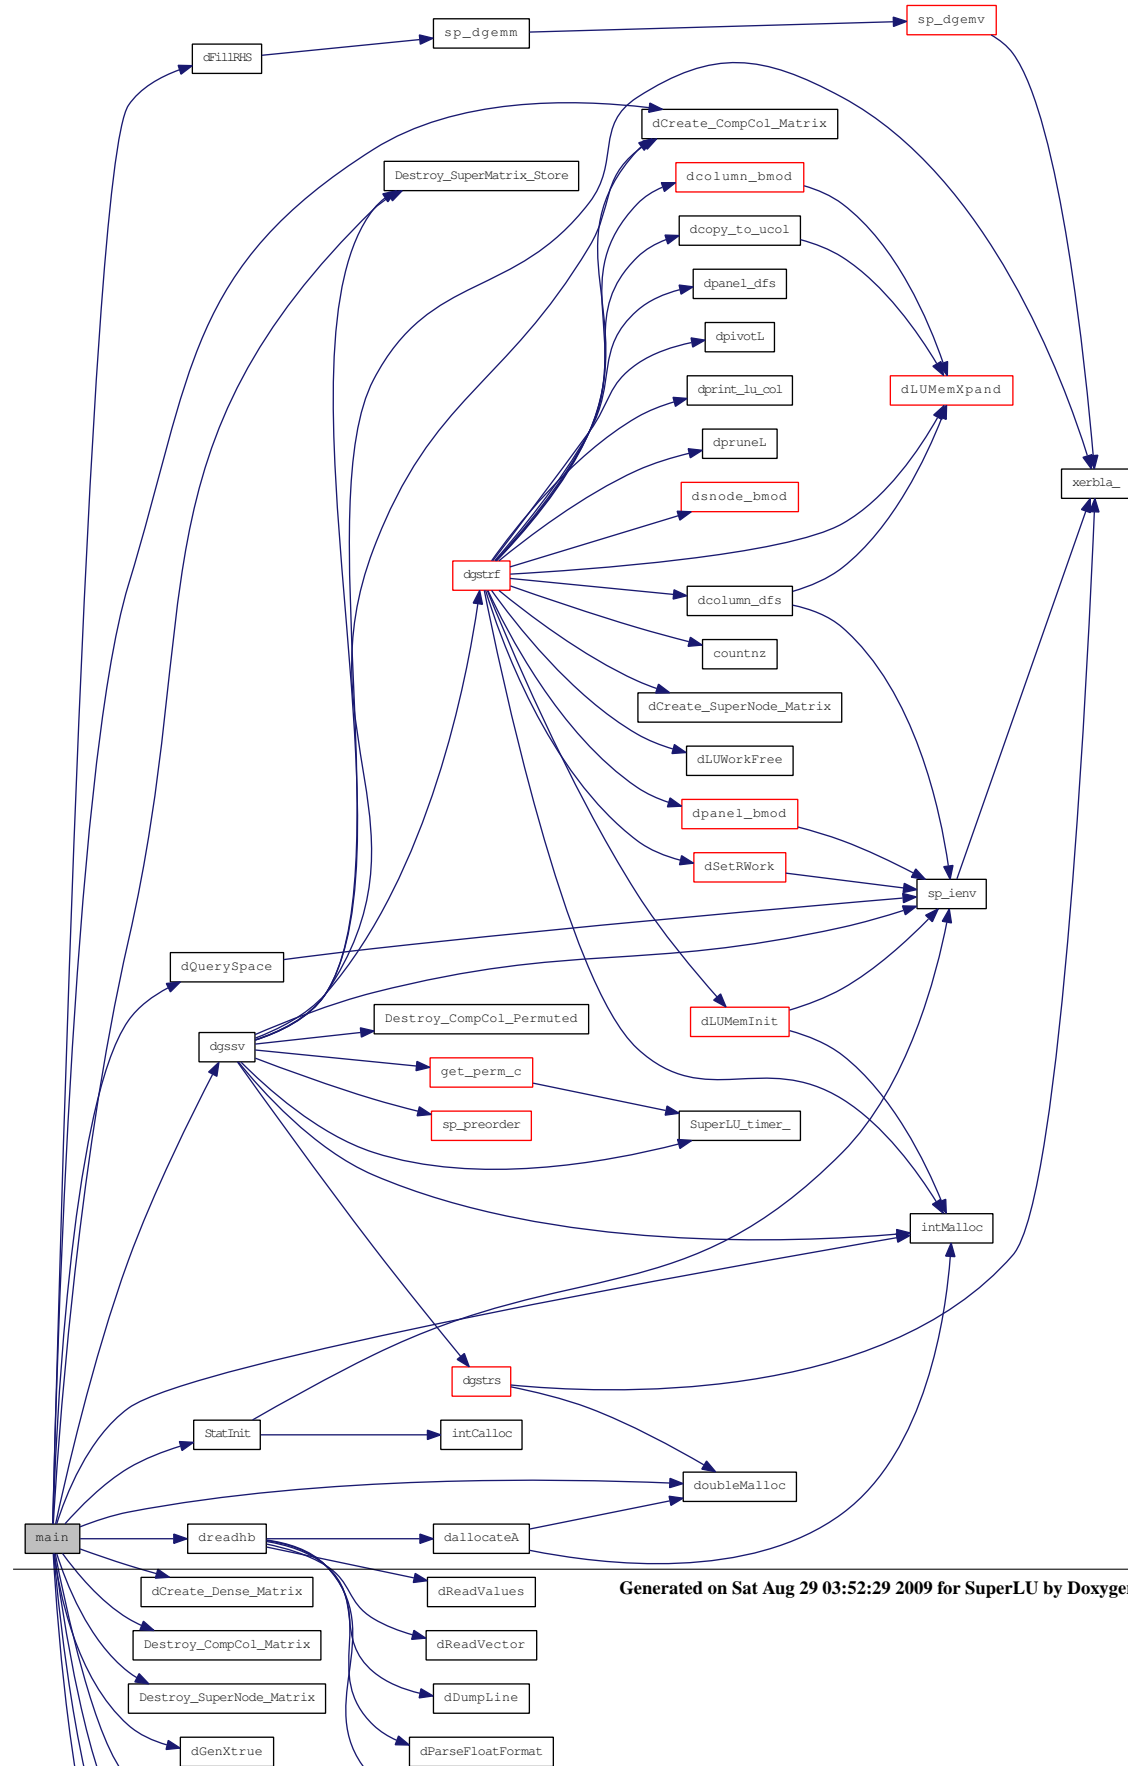 sp_dgemv
sp_dgemm
dFillRHS
dCreate_CompCol_Matrix
Destroy_SuperMatrix_Store
dcolumn_bmod
dcopy_to_ucol
dpanel_dfs
dpivotL
dprint_lu_col
dLUMemXpand
dpruneL
xerbla_
dsnode_bmod
dgstrf
dcolumn_dfs
countnz
dCreate_SuperNode_Matrix
dLUWorkFree
dpanel_bmod
dSetRWork
sp_ienv
dQuerySpace
Destroy_CompCol_Permuted
dLUMemInit
dgssv
get_perm_c
sp_preorder
SuperLU_timer_
intMalloc
dgstrs
StatInit
intCalloc
doubleMalloc
main
dreadhb
dallocateA
dCreate_Dense_Matrix
dReadValues
Generated on Sat Aug 29 03:52:29 2009 for SuperLU by Doxygen
Destroy_CompCol_Matrix
dReadVector
Destroy_SuperNode_Matrix
dDumpLine
dGenXtrue
dParseFloatFormat